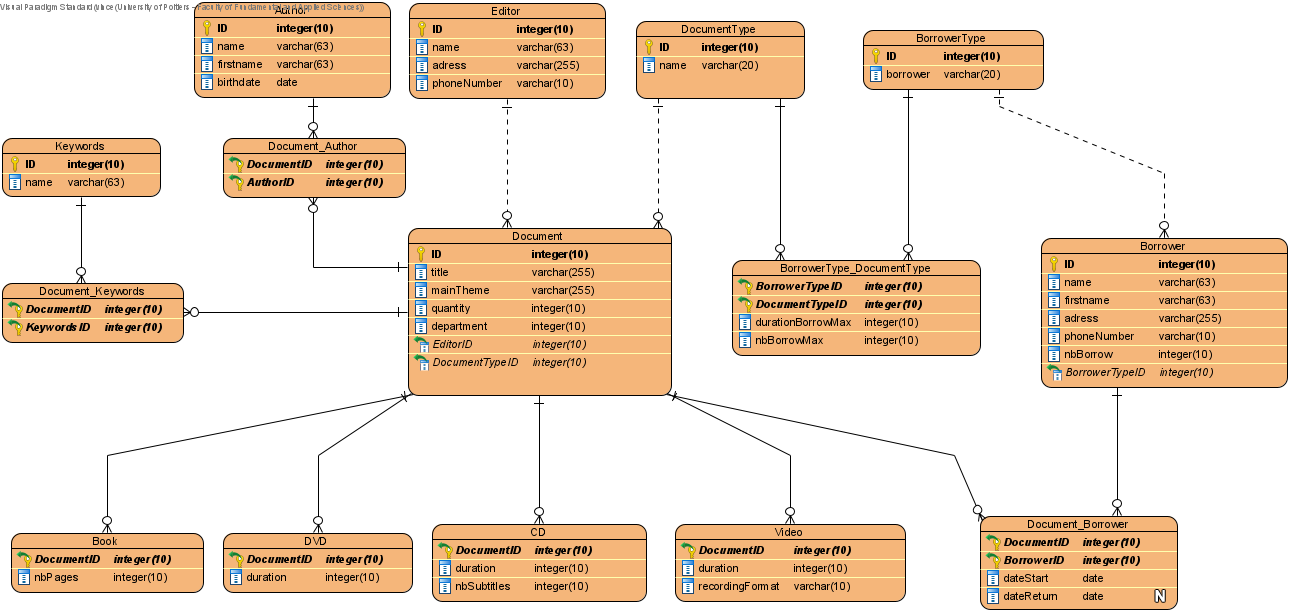 Visual Paradigm Standard(vince(University of Poitiers - Faculty of Fundamental and Applied Sciences))
Author
ID integer(10)
name varchar(63)
firstname varchar(63)
birthdate date
Editor
ID integer(10)
name varchar(63)
adress varchar(255)
phoneNumber varchar(10)
DocumentType
ID integer(10)
name varchar(20)
BorrowerType
ID integer(10)
borrower varchar(20)
Keywords
ID integer(10)
name varchar(63)
Document_Author
DocumentID integer(10)
AuthorID integer(10)
Document
ID integer(10)
title varchar(255)
mainTheme varchar(255)
quantity integer(10)
department integer(10)
EditorID integer(10)
DocumentTypeID integer(10)
BorrowerType_DocumentType
BorrowerTypeID integer(10)
DocumentTypeID integer(10)
durationBorrowMax integer(10)
nbBorrowMax integer(10)
Borrower
ID integer(10)
name varchar(63)
firstname varchar(63)
adress varchar(255)
phoneNumber varchar(10)
nbBorrow integer(10)
BorrowerTypeID integer(10)
Document_Keywords
DocumentID integer(10)
KeywordsID integer(10)
Book
DocumentID integer(10)
nbPages integer(10)
DVD
DocumentID integer(10)
duration integer(10)
CD
DocumentID integer(10)
duration integer(10)
nbSubtitles integer(10)
Video
DocumentID integer(10)
duration integer(10)
recordingFormat varchar(10)
Document_Borrower
DocumentID integer(10)
BorrowerID integer(10)
dateStart date
dateReturn date N